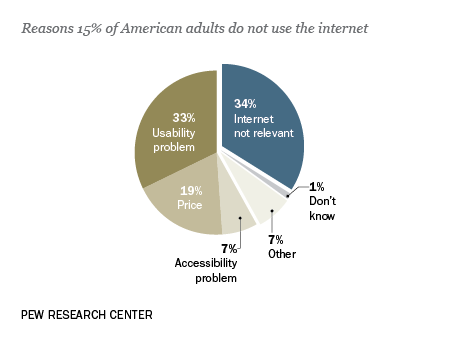 Reasons 15% of American adults do not use the internet
34%
Internet
not relevant
33%
Usability
problem
19%
Price
1%
Don't
know
7%
Other
7%
Accessibility
problem
PEW RESEARCH CENTER